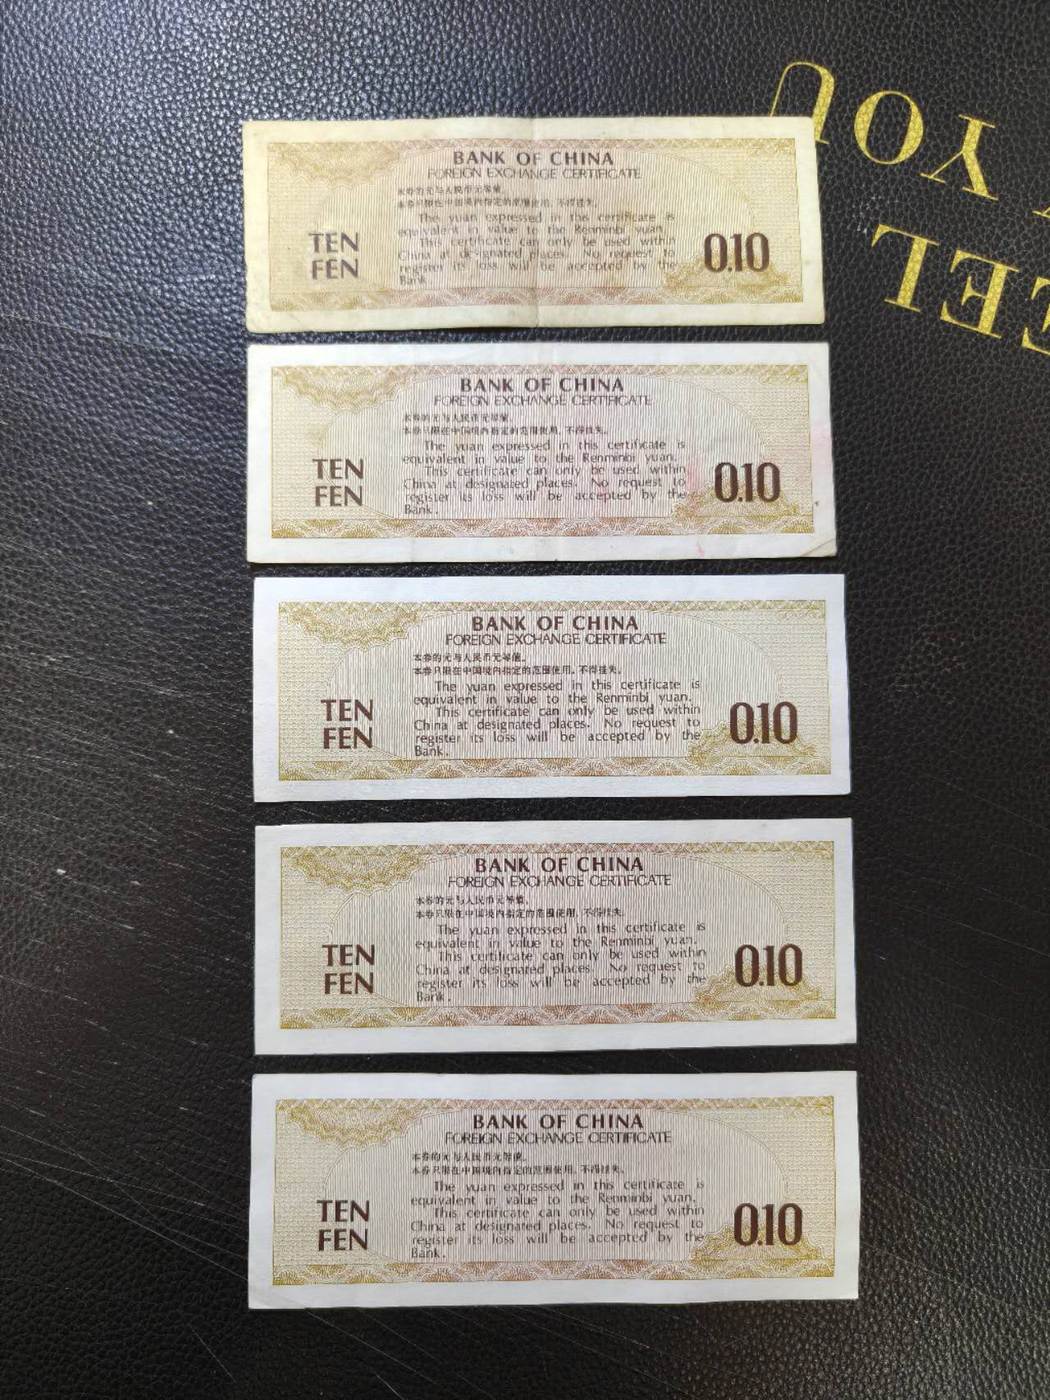 BANK OF CHINA
FOREIGN EXCHANGE CERTIFICATE
本券的元与人民币元等值。
本券只限在中国境内指定的范围使用，不得挂失。
The yuan expressed in this certificate is
equivalent in value to the Renminbi yuan.
This certificate can only be used within
China at designated places. No request to
register its loss will be accepted by the
Bank
TEN
FEN
0.10
BANK OF CHINA
FOREIGN EXCHANGE CERTIFICATE
本券的元与人民币元等值。
本券只限在中国境内指定的范围使用，不得挂失。
The yuan expressed in this certificate is
equivalent in value to the Renminbi yuan.
This certificate can only be used within
China at designated places. No request to
register its loss will be accepted by the
Bank.
TEN
FEN
0.10
BANK OF CHINA
FOREIGN EXCHANGE CERTIFICATE
本券的元与人民币元等值。
本券只限在中国境内指定的范围使用，不得挂失。
The yuan expressed in this certificate is
equivalent in value to the Renminbi yuan.
This certificate can only be used within
China at designated places. No request to
register its loss will be accepted by the
Bank.
TEN
FEN
0.10
BANK OF CHINA
FOREIGN EXCHANGE CERTIFICATE
本券的元与人民币元等值。
本券只限在中国境内指定的范围使用，不得挂失。
The yuan expressed in this certificate is
equivalent in value to the Renminbi yuan.
This certificate can only be used within
China at designated places. No request to
register its loss will be accepted by the
Bank.
TEN
FEN
0.10
BANK OF CHINA
FOREIGN EXCHANGE CERTIFICATE
本券的元与人民币元等值。
本券只限在中国境内指定的范围使用，不得挂失。
The yuan expressed in this certificate is
equivalent in value to the Renminbi yuan.
This certificate can only be used within
China at designated places. No request to
register its loss will be accepted by the
Bank.
TEN
FEN
0.10
EEL
YOU